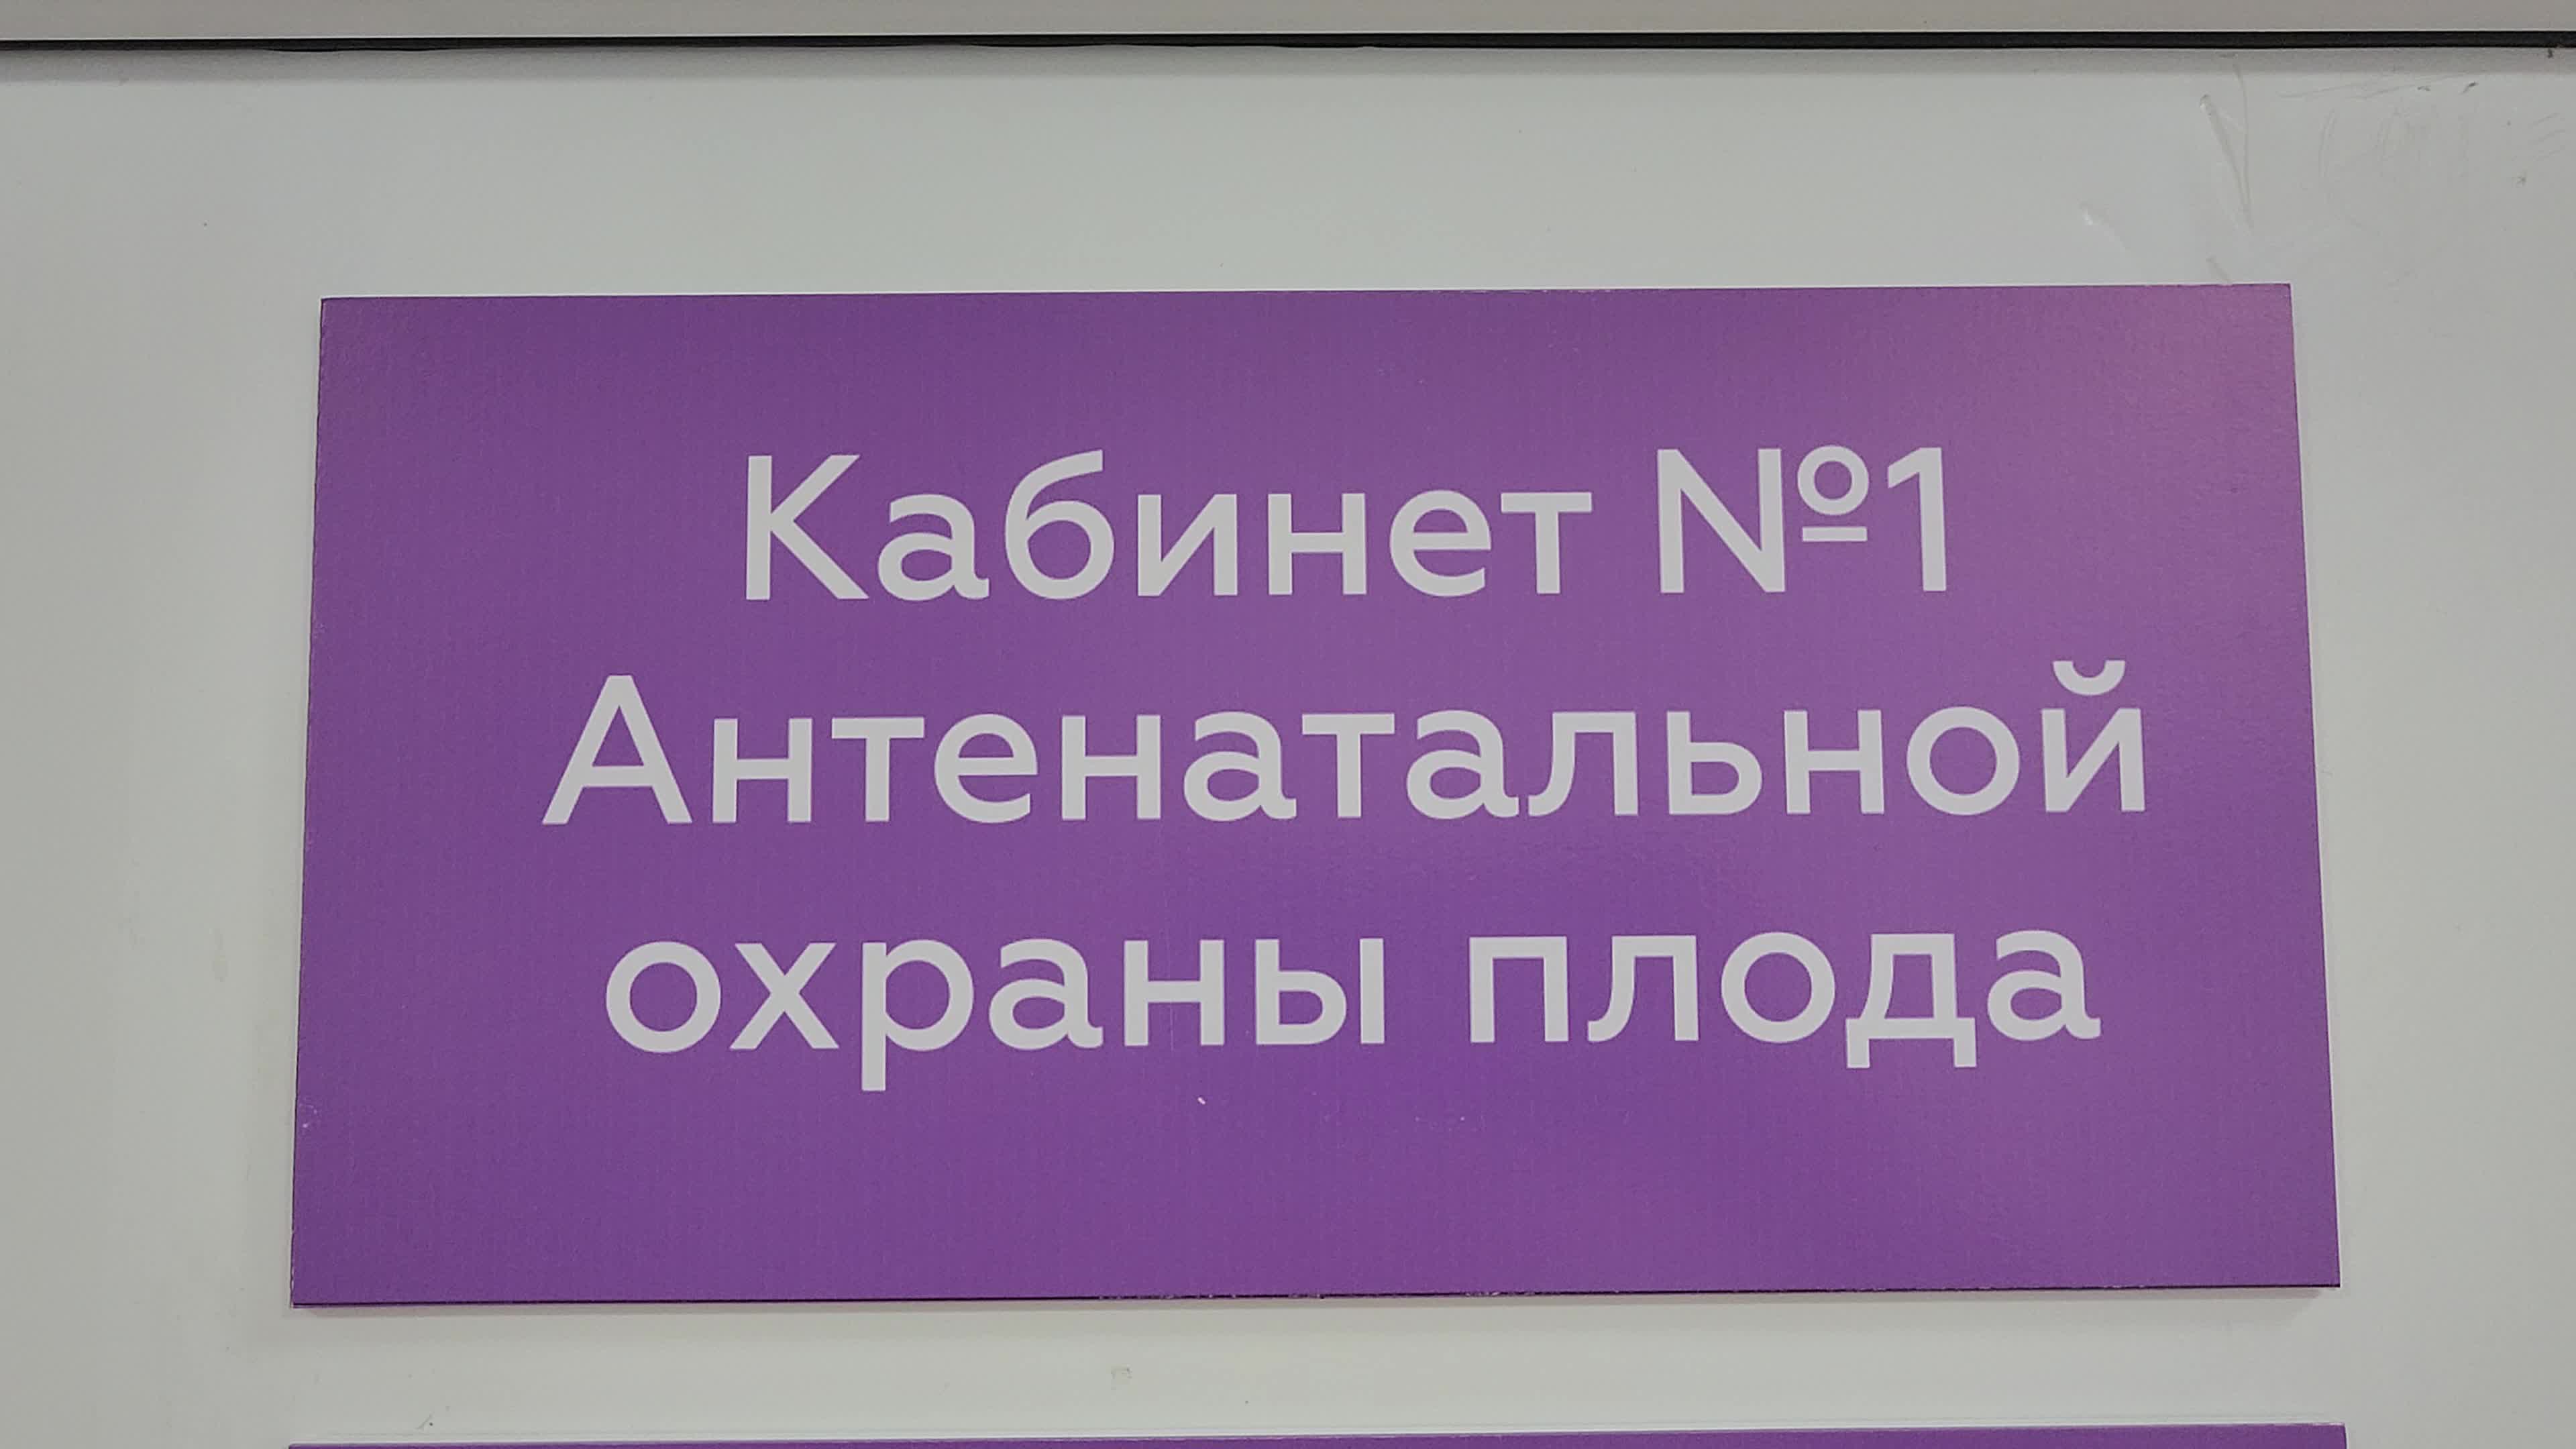 Кабинет №1
Антенатальной
охраны плода